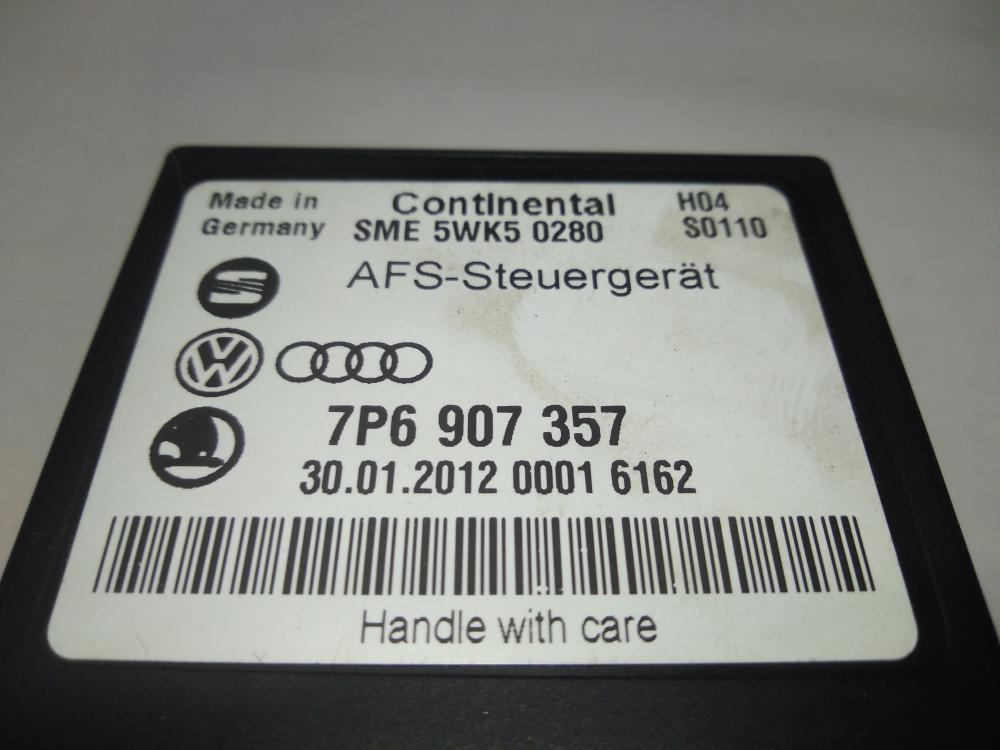 Made in Germany
Continental
SME 5WK5 0280
H04
S0110
AFS-Steuergerät
7P6 907 357
30.01.2012 0001 6162
Handle with care